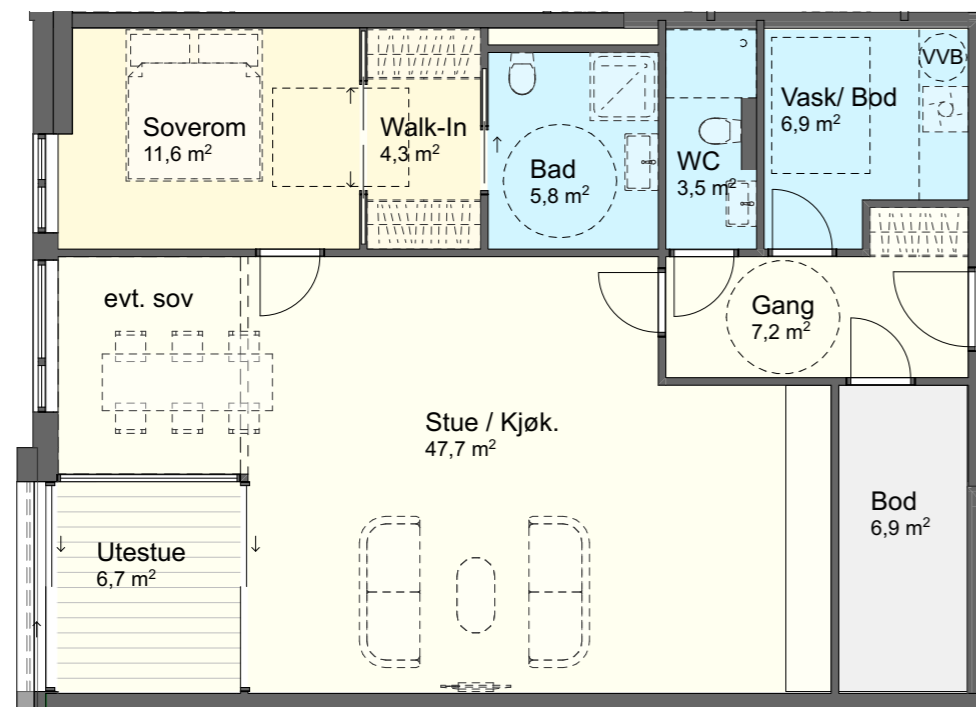 Soverom
11,6 m²
Walk-In
4,3 m²
Bad
5,8 m²
WC
3,5 m²
Vask/ Bod
6,9 m²
VVB
evt. sov
Gang
7,2 m²
Stue / Kjøk.
47,7 m²
Utestue
6,7 m²
Bod
6,9 m²